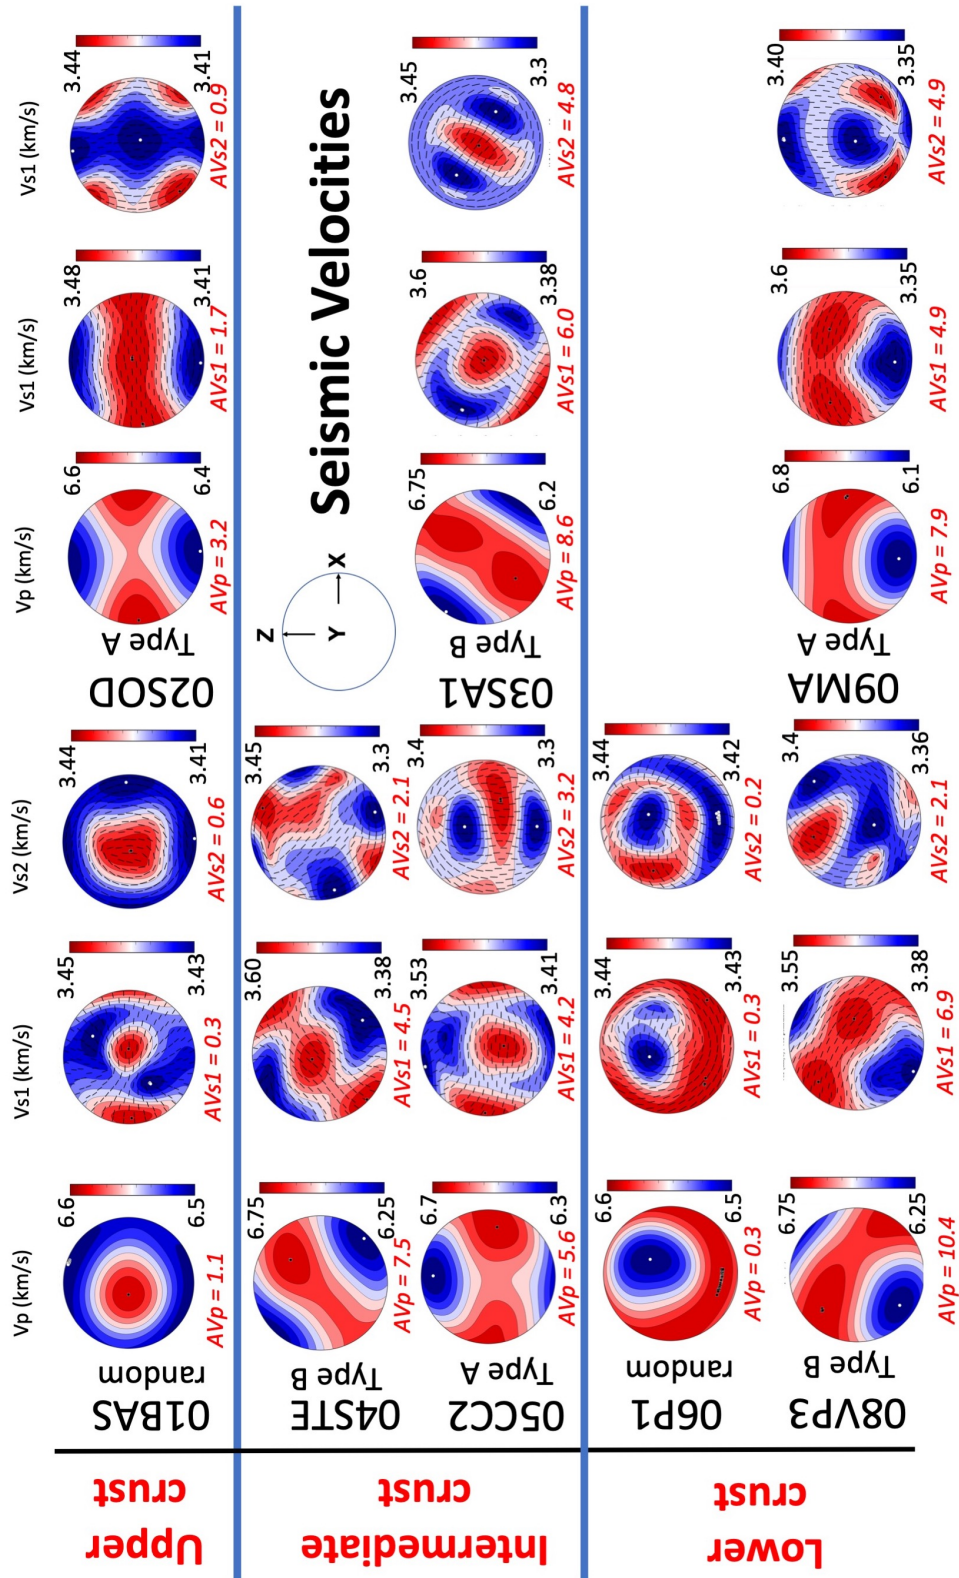 Vp (km/s) Vs1 (km/s) Vs2 (km/s) Vp (km/s) Vs1 (km/s) Vs1 (km/s)
Upper
crust
01BAS
random
6.6
6.5
AVp = 1.1
3.45
3.43
AVs1 = 0.3
3.44
3.41
AVs2 = 0.6
02SOD
Type A
6.6
6.4
AVp = 3.2
3.48
3.41
AVs1 = 1.7
3.44
3.41
AVs2 = 0.9
Intermediate
crust
04STE
Type B
6.75
6.25
AVp = 7.5
3.60
3.38
AVs1 = 4.5
3.45
3.3
AVs2 = 2.1
Z
Y
X
Seismic Velocities
05CC2
Type A
6.7
6.3
AVp = 5.6
3.53
3.41
AVs1 = 4.2
3.4
3.3
AVs2 = 3.2
03SA1
Type B
6.75
6.2
AVp = 8.6
3.6
3.38
AVs1 = 6.0
3.45
3.3
AVs2 = 4.8
Lower
crust
06P1
random
6.6
6.5
AVp = 0.3
3.44
3.43
AVs1 = 0.3
3.44
3.42
AVs2 = 0.2
08VP3
Type B
6.75
6.25
AVp = 10.4
3.55
3.38
AVs1 = 6.9
3.4
3.36
AVs2 = 2.1
09MA
Type A
6.8
6.1
AVp = 7.9
3.6
3.35
AVs1 = 4.9
3.40
3.35
AVs2 = 4.9